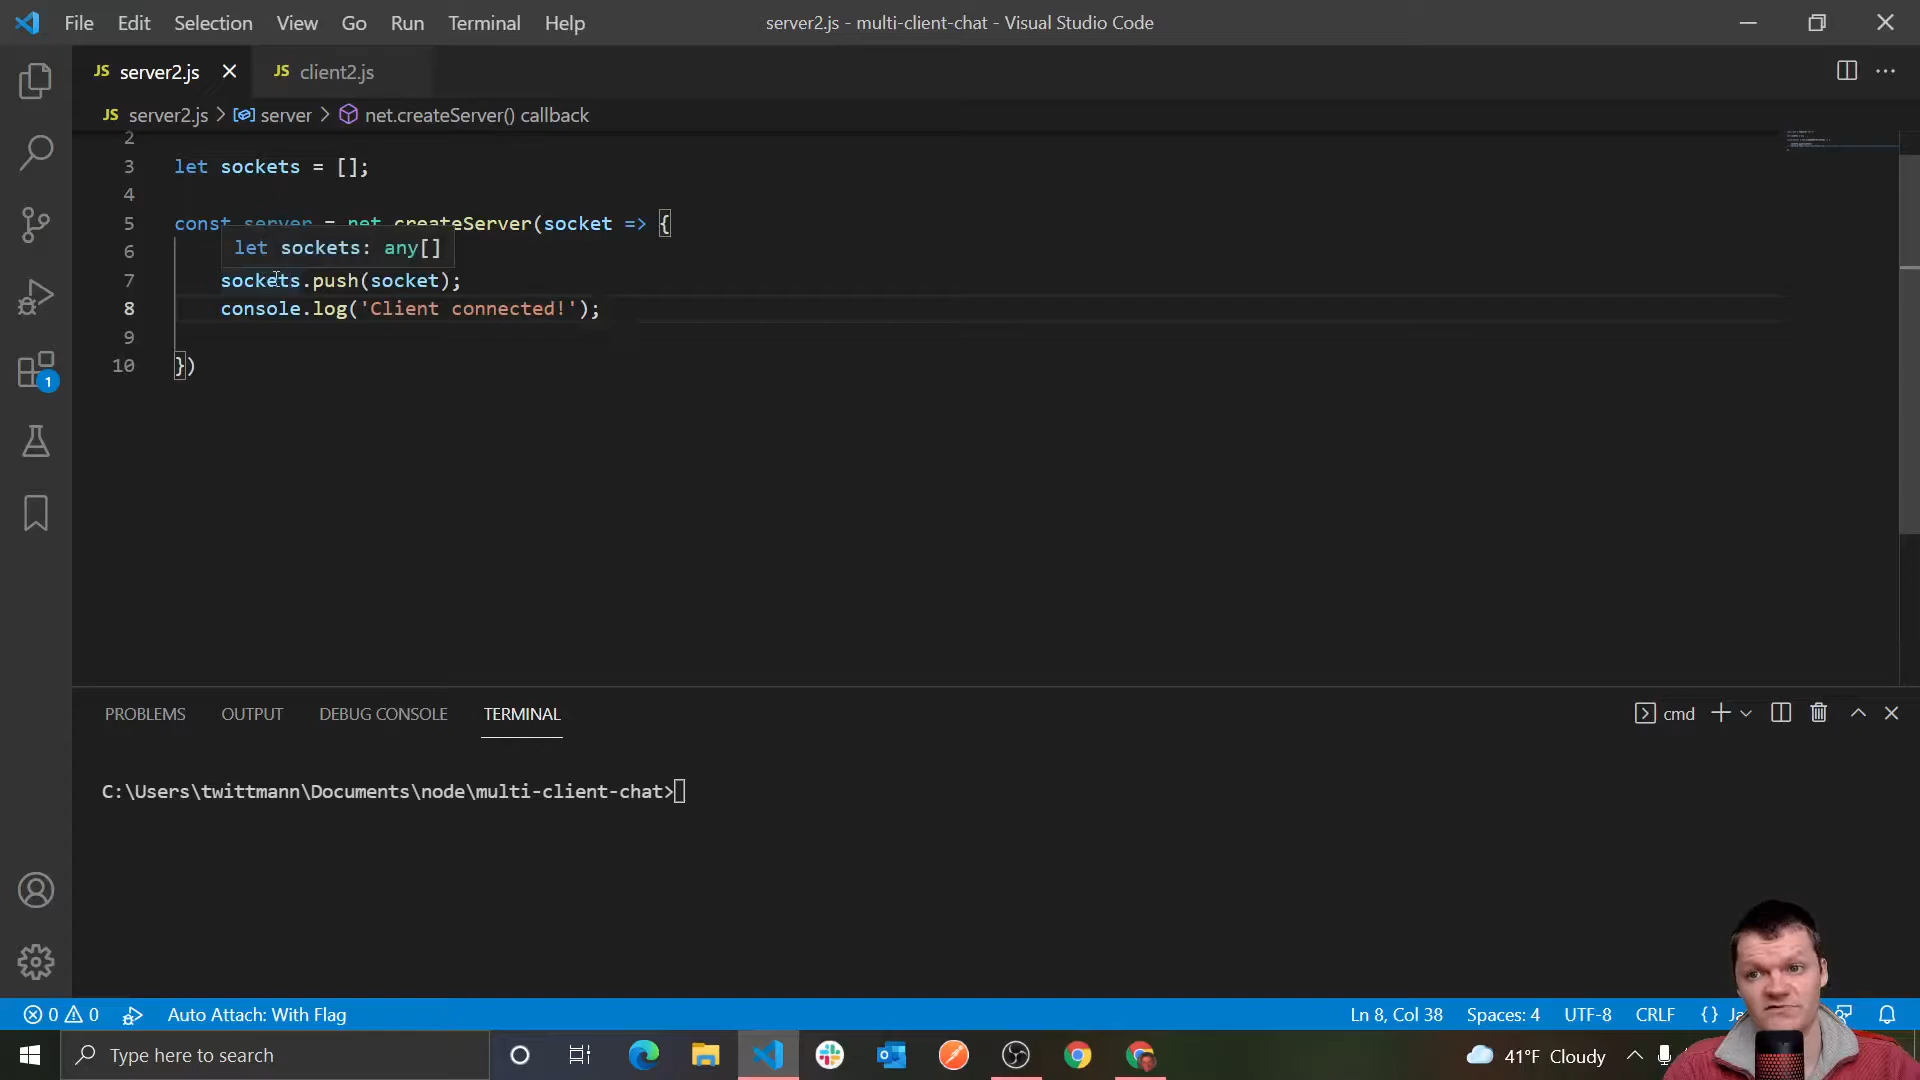 File Edit Selection View Go Run Terminal Help
server2.js - multi-client-chat - Visual Studio Code
JS server2.js
JS client2.js
JS server2.js > server > net.createServer() callback
2
3 let sockets = [];
4
5 const server = net.createServer(socket => {
let sockets: any[]
6
7 sockets.push(socket);
8 console.log('Client connected!');
9
10 })
1
PROBLEMS OUTPUT DEBUG CONSOLE TERMINAL
cmd
C:\Users\twittmann\Documents\node\multi-client-chat>
0 0 Auto Attach: With Flag
Ln 8, Col 38 Spaces: 4 UTF-8 CRLF {}
Type here to search
41°F Cloudy